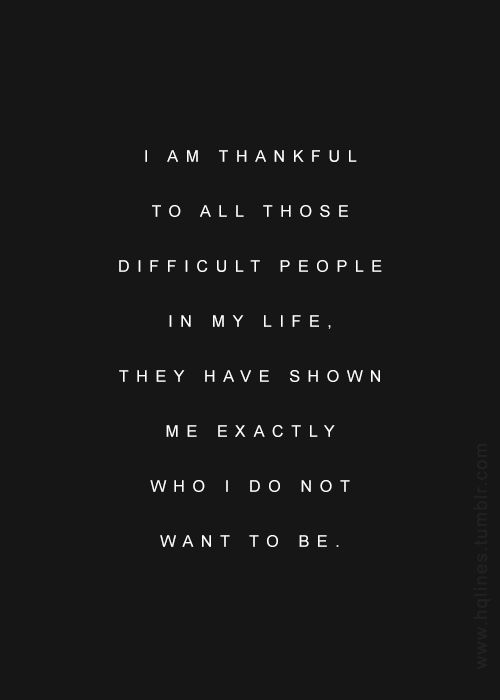 I AM THANKFUL
TO ALL THOSE
DIFFICULT PEOPLE
IN MY LIFE,
THEY HAVE SHOWN
ME EXACTLY
WHO I DO NOT
WANT TO BE.
www.hqlines.tumblr.com